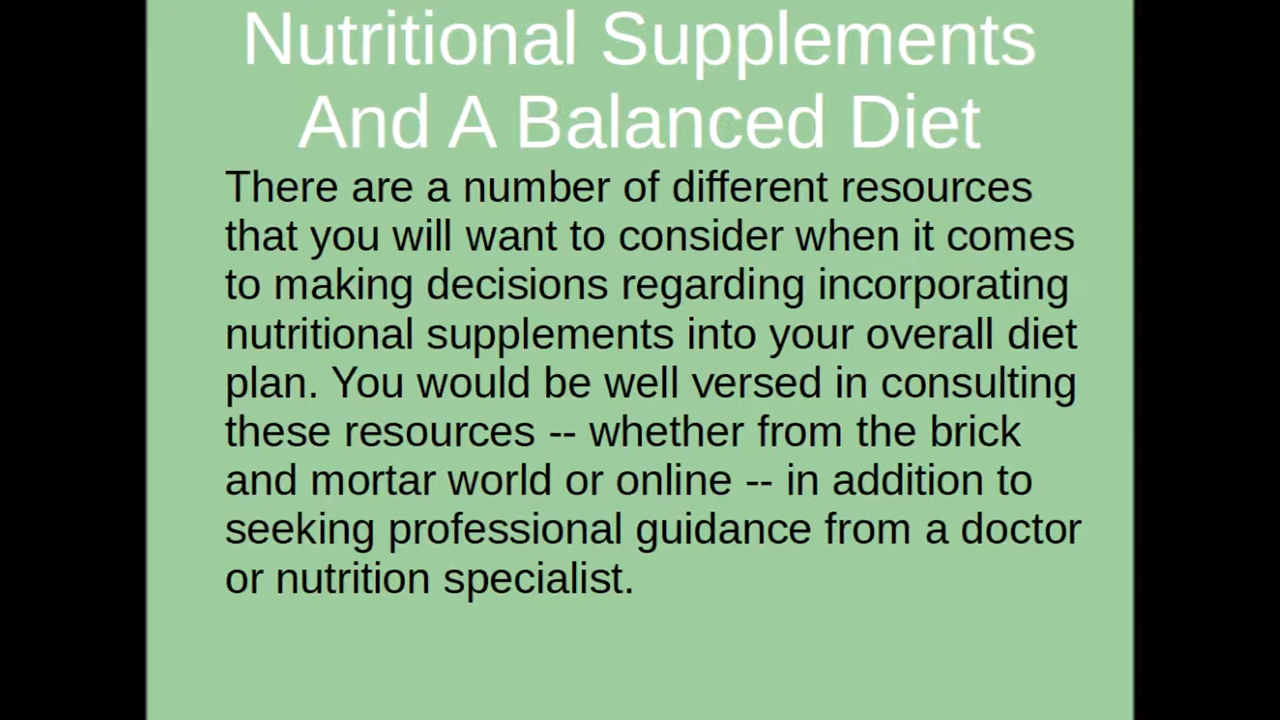 Nutritional Supplements
And A Balanced Diet
There are a number of different resources
that you will want to consider when it comes
to making decisions regarding incorporating
nutritional supplements into your overall diet
plan. You would be well versed in consulting
these resources -- whether from the brick
and mortar world or online -- in addition to
seeking professional guidance from a doctor
or nutrition specialist.